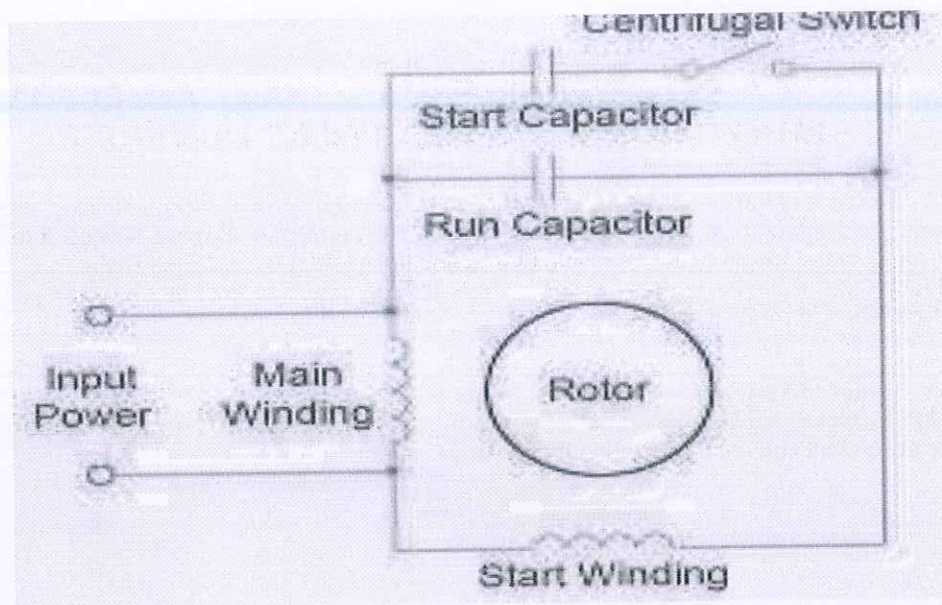 Centrifugal Switch
Start Capacitor
Run Capacitor
Input
Power
Main
Winding
Rotor
Start Winding